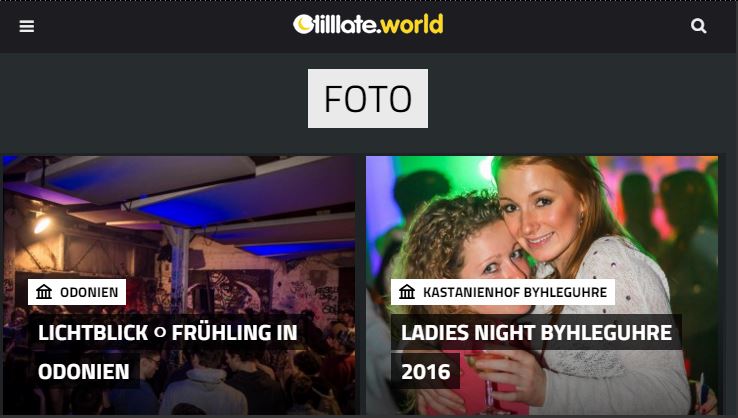 tilllate.world
FOTO
ODONIEN
LICHTBLICK ⚪ FRÜHLING IN
ODONIEN
KASTANIENHOF BYHLEGUHRE
LADIES NIGHT BYHLEGUHRE
2016